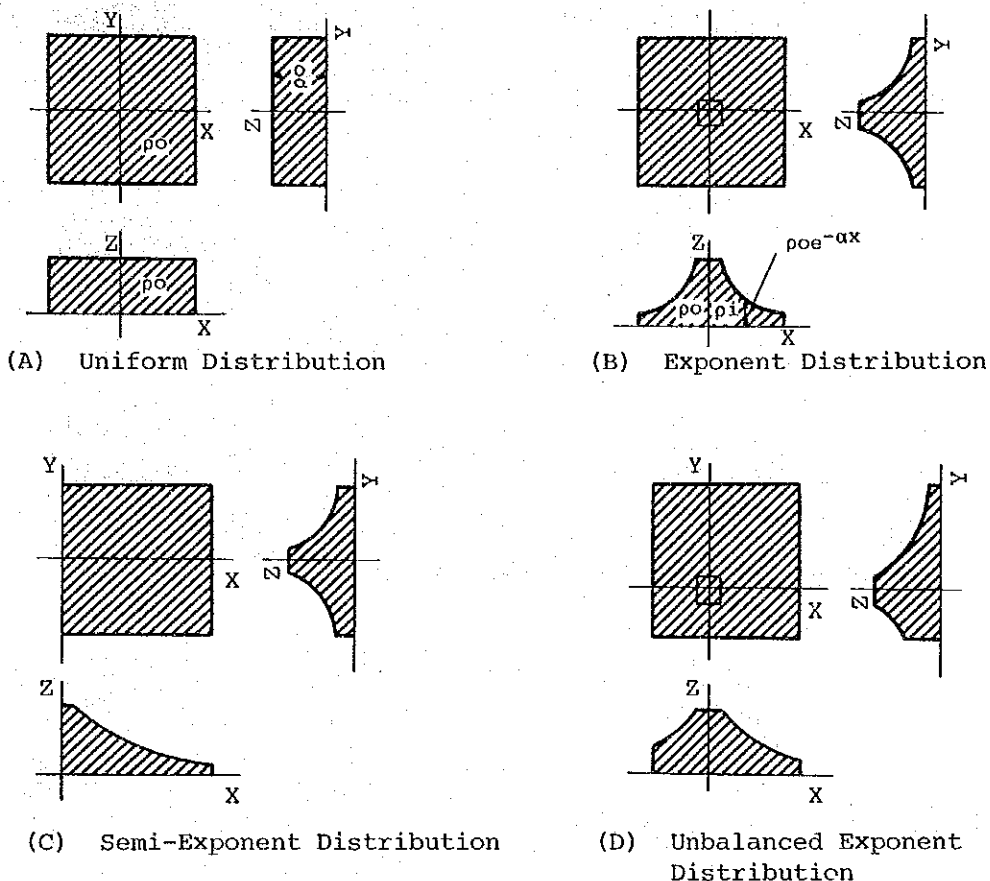 Y
X
ρo
Y
ρo
Z
Z
ρo
X
(A) Uniform Distribution
X
Y
Z
Z
ρoe-αx
ρo ρi
X
(B) Exponent Distribution
Y
X
Y
Z
Z
X
(C) Semi-Exponent Distribution
Y
X
Y
Z
Z
X
(D) Unbalanced Exponent
Distribution